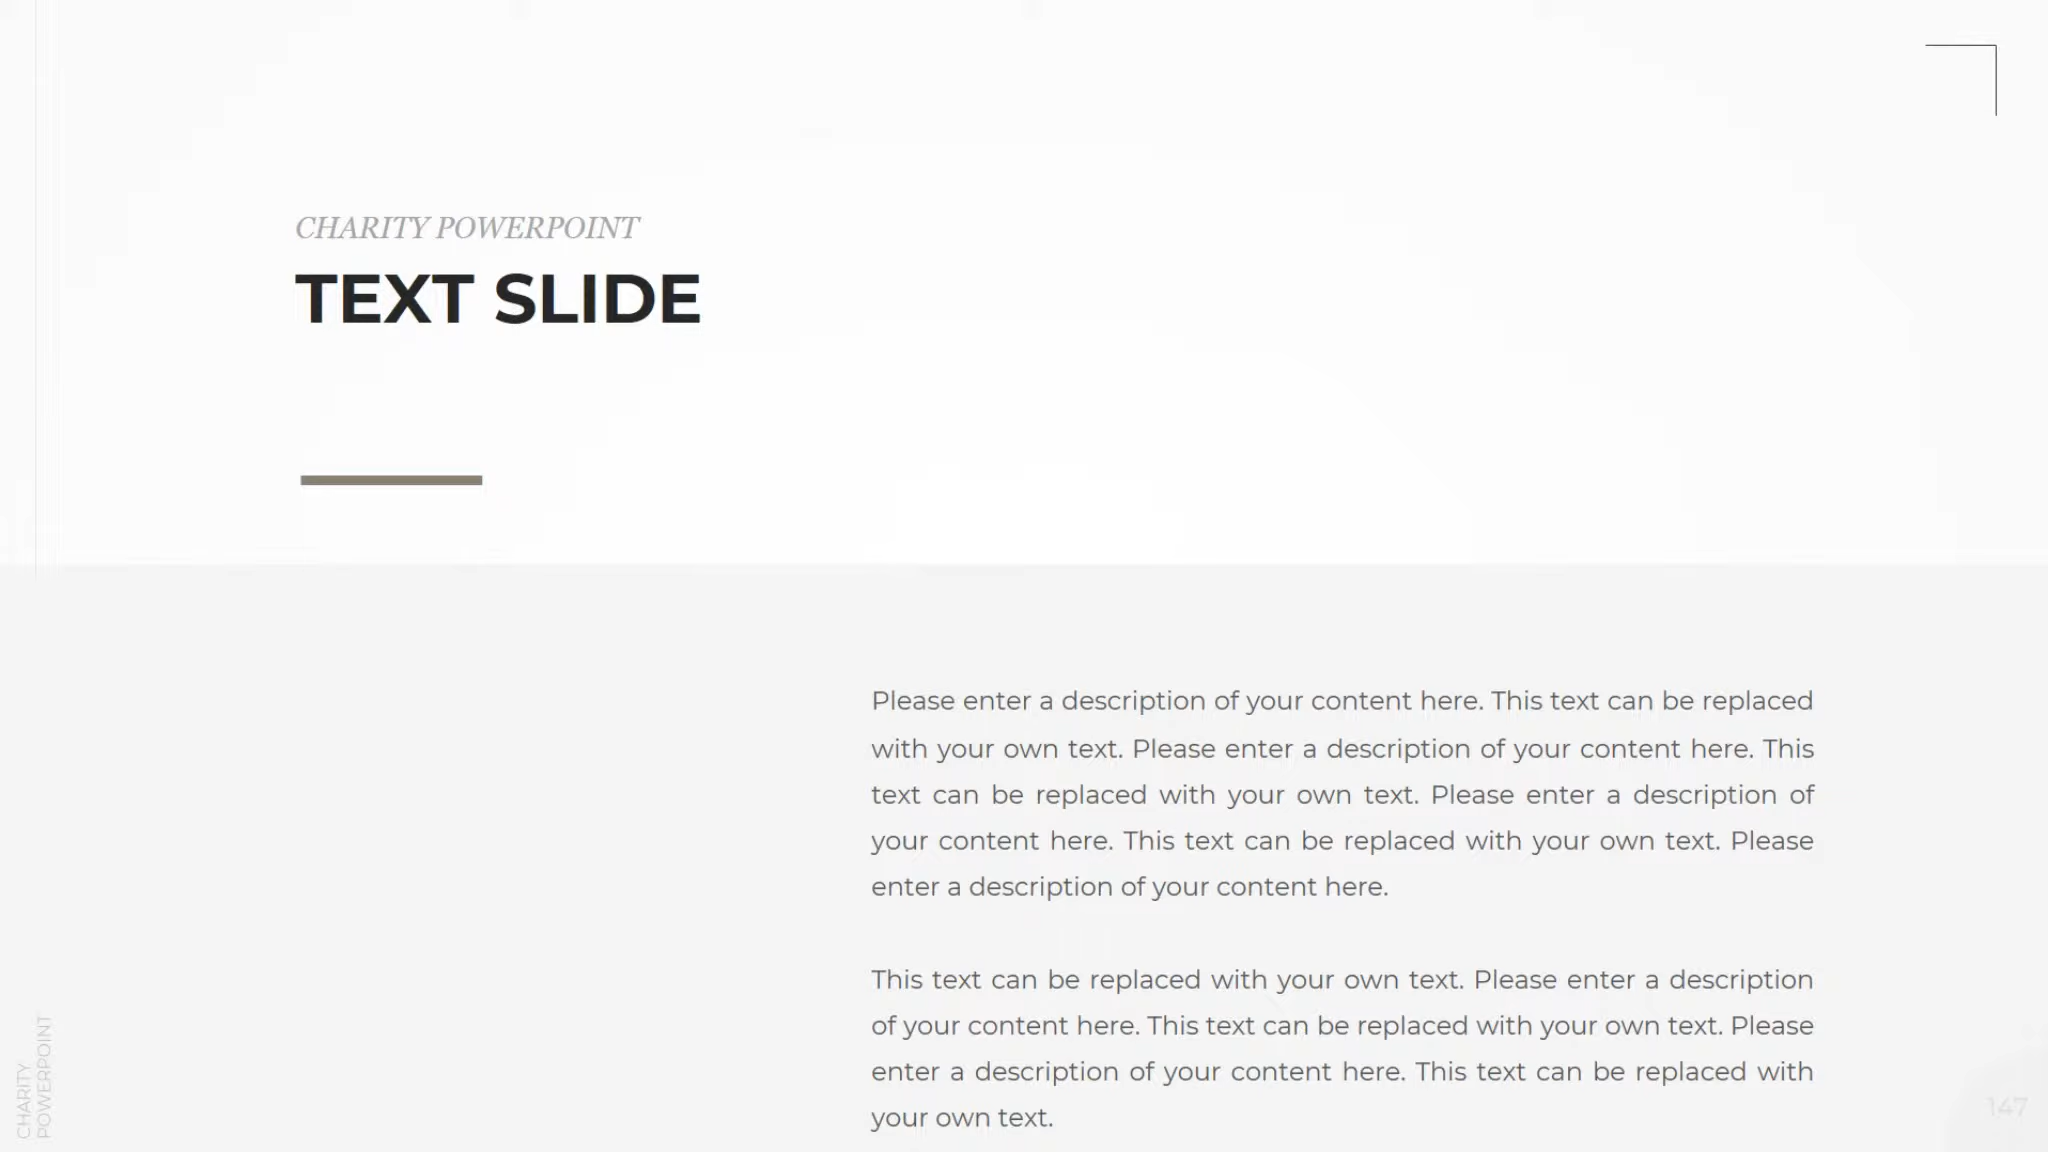 CHARITY POWERPOINT
TEXT SLIDE
Please enter a description of your content here. This text can be replaced
with your own text. Please enter a description of your content here. This
text can be replaced with your own text. Please enter a description of
your content here. This text can be replaced with your own text. Please
enter a description of your content here.
This text can be replaced with your own text. Please enter a description
of your content here. This text can be replaced with your own text. Please
enter a description of your content here. This text can be replaced with
your own text.
CHARITY
POWERPOINT
147